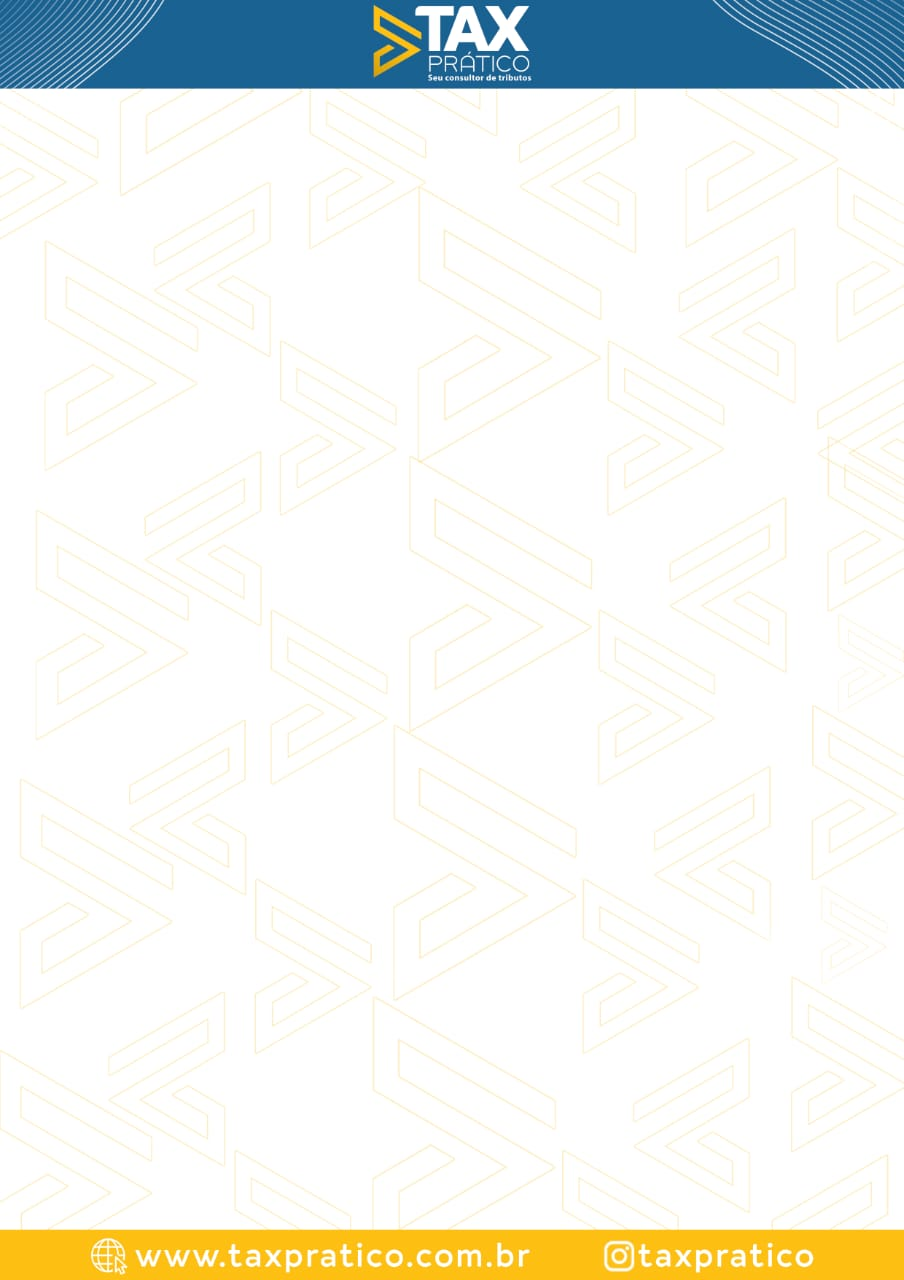 TAX
PRÁTICO
Seu consultor de tributos
www.taxpratico.com.br
taxpratico